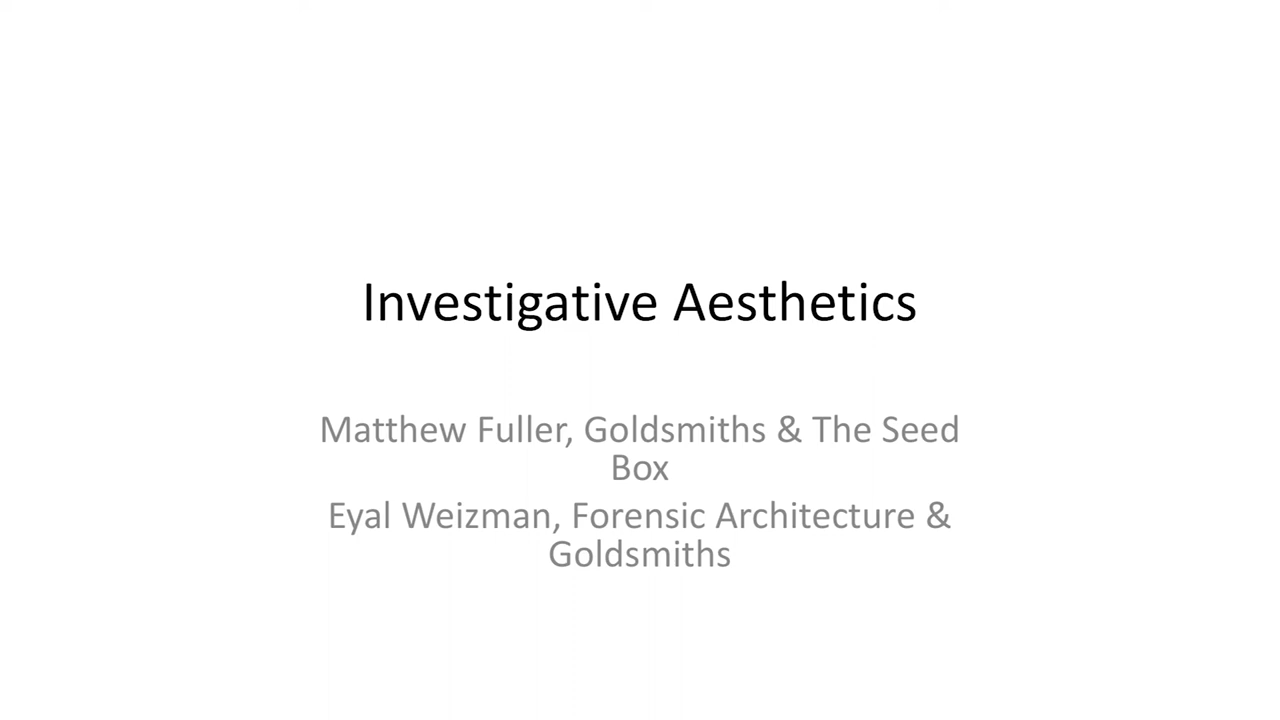 Investigative Aesthetics
Matthew Fuller, Goldsmiths & The Seed
Box
Eyal Weizman, Forensic Architecture &
Goldsmiths